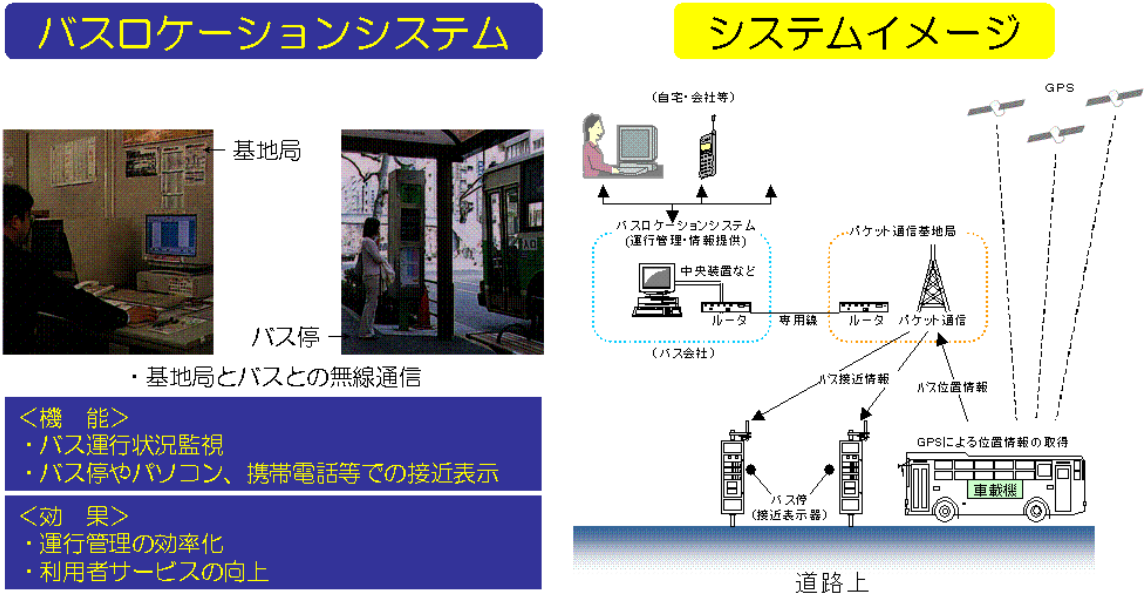 バスロケーションシステム
基地局
バス停
・基地局とバスとの無線通信
＜機　能＞
・バス運行状況監視
・バス停やパソコン、携帯電話等での接近表示
＜効　果＞
・運行管理の効率化
・利用者サービスの向上
システムイメージ
GPS
（自宅・会社等）
バスロケーションシステム
(運行管理・情報提供)
中央装置など
ルータ
（バス会社）
専用線
パケット通信基地局
ルータ
パケット通信
バス接近情報
バス位置情報
GPSによる位置情報の取得
車載機
バス停
（接近表示器）
道路上